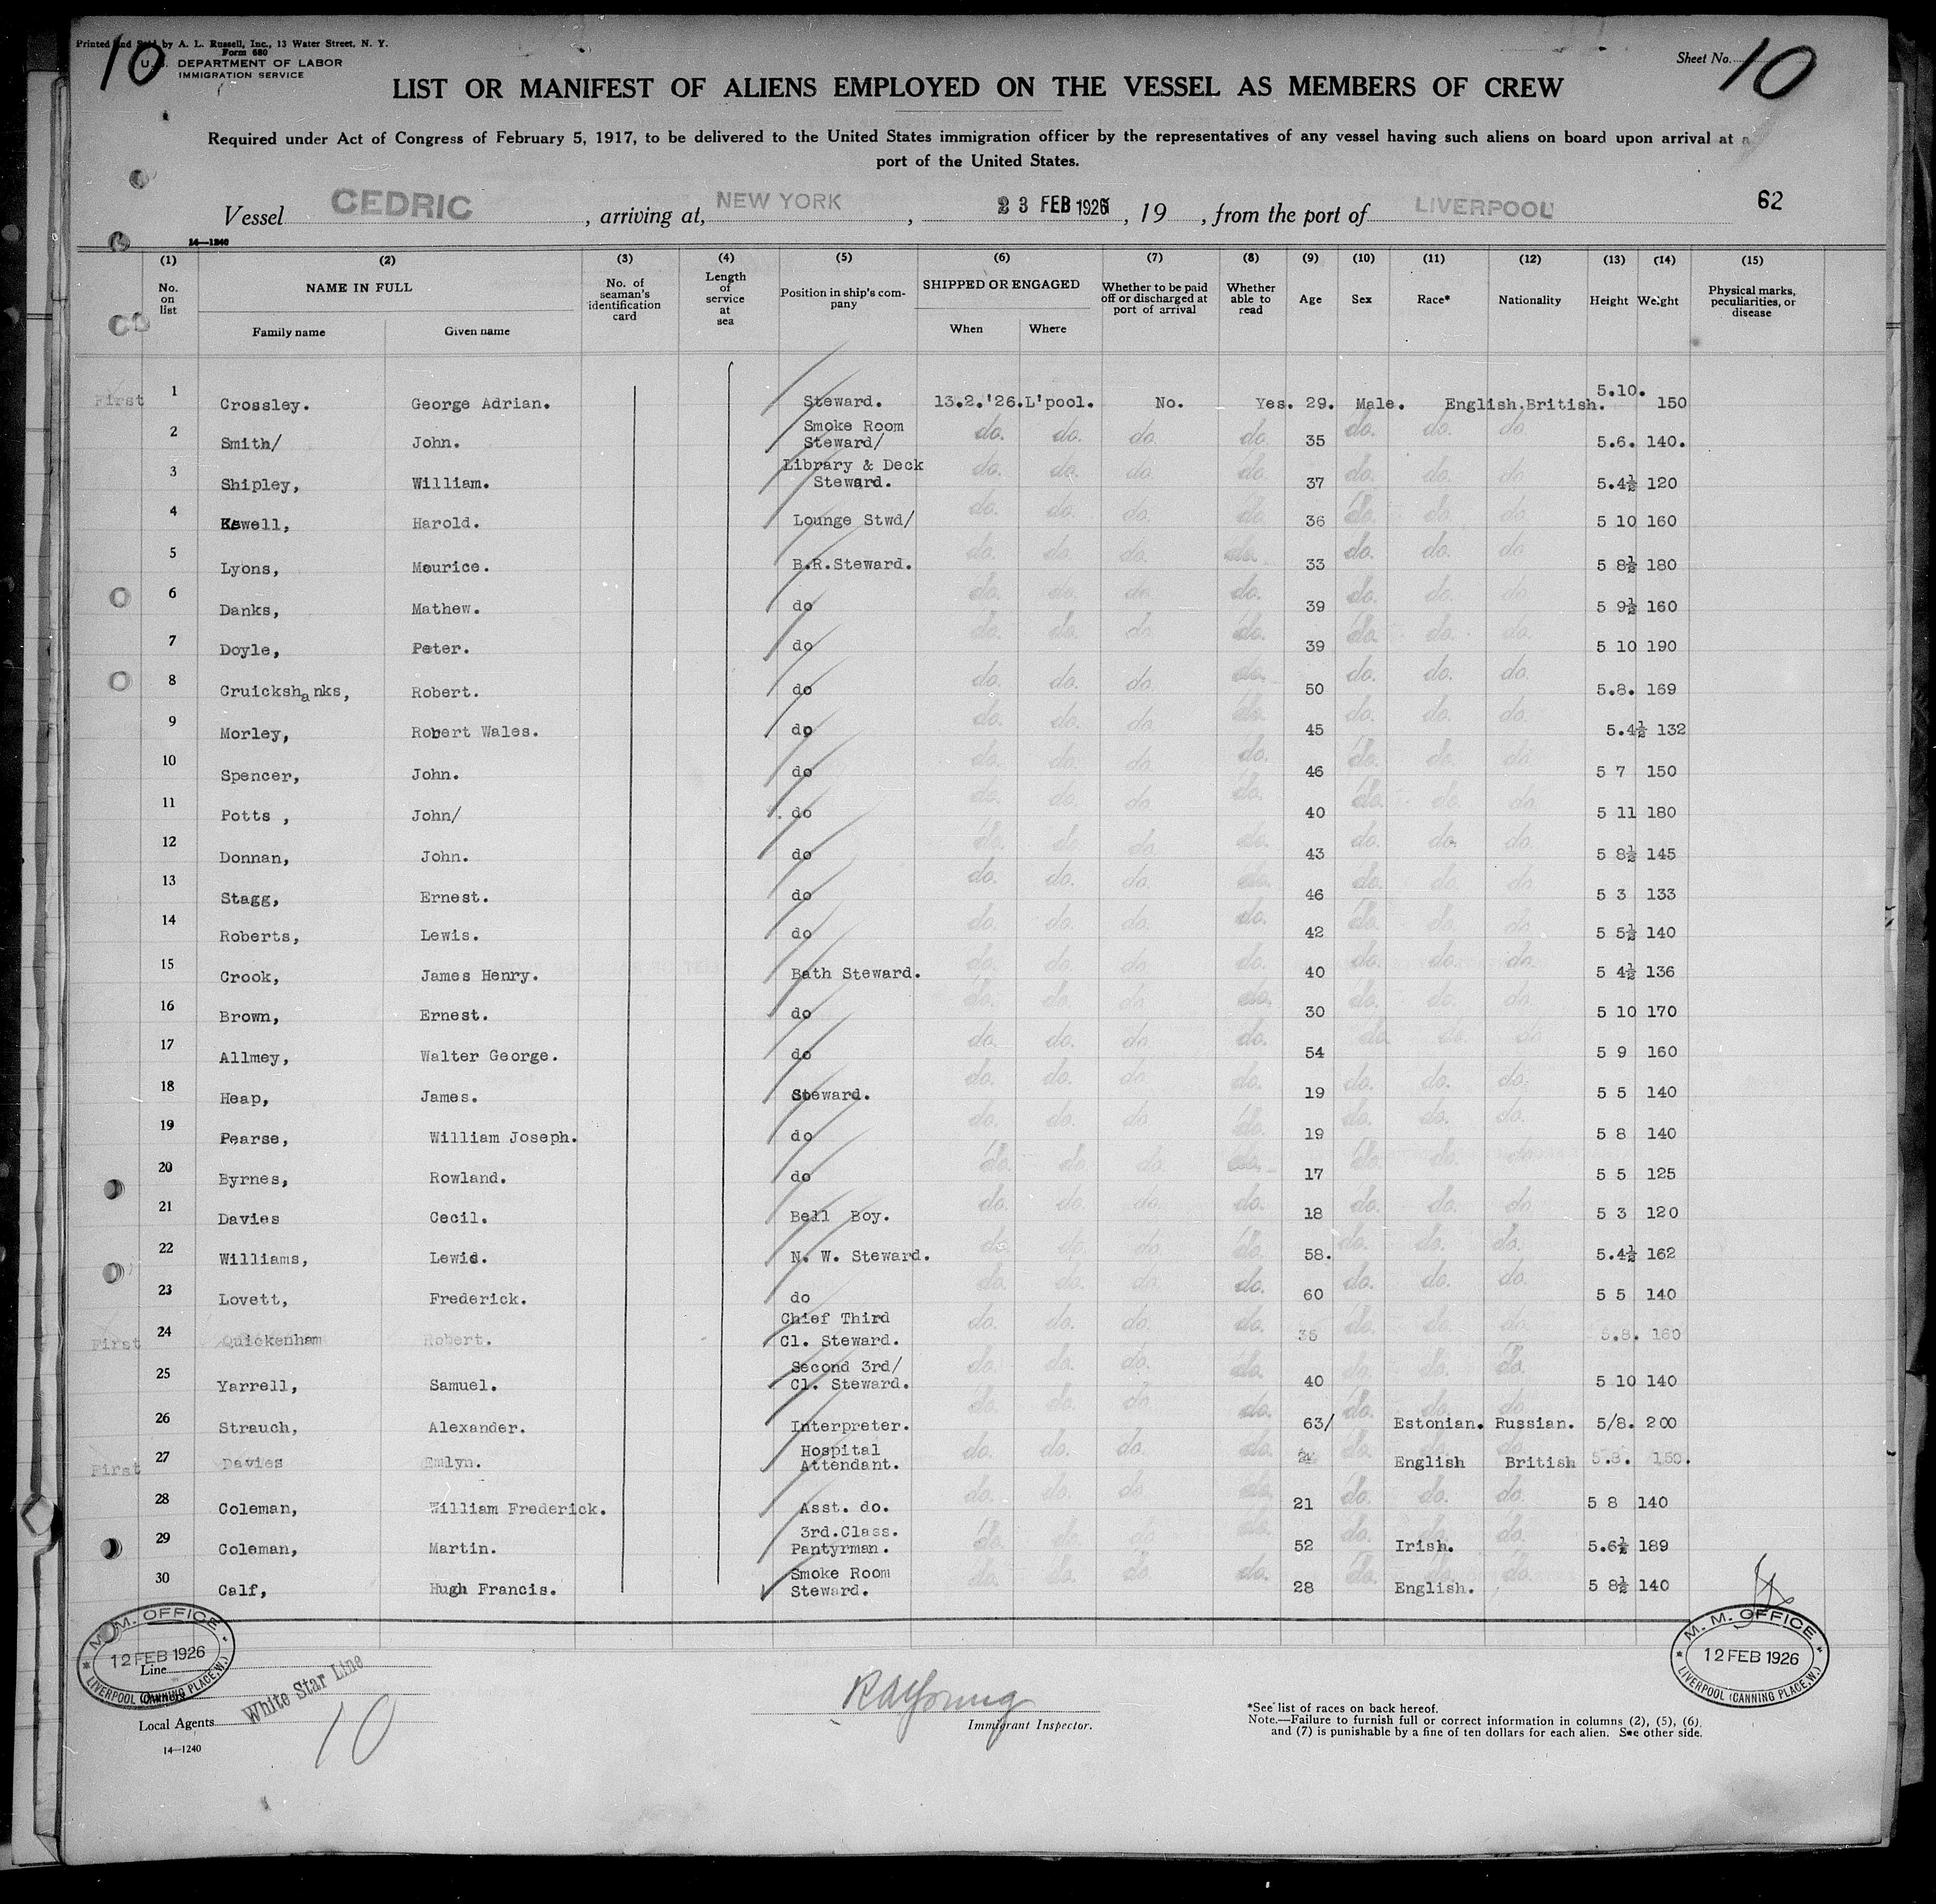 Printed and Sold by A. L. Russell, Inc., 13 Water Street, N. Y.
Form 680
U. S. DEPARTMENT OF LABOR
IMMIGRATION SERVICE
10
Sheet No. 10
LIST OR MANIFEST OF ALIENS EMPLOYED ON THE VESSEL AS MEMBERS OF CREW
Required under Act of Congress of February 5, 1917, to be delivered to the United States immigration officer by the representatives of any vessel having such aliens on board upon arrival at a
port of the United States.
62
Vessel CEDRIC, arriving at, NEW YORK, 23 FEB 1926, 19 , from the port of LIVERPOOL
14—1240
(1) No. on list
(2) NAME IN FULL Family name Given name
(3) No. of seaman's identification card
(4) Length of service at sea
(5) Position in ship's company
(6) SHIPPED OR ENGAGED When Where
(7) Whether to be paid off or discharged at port of arrival
(8) Whether able to read
(9) Age
(10) Sex
(11) Race*
(12) Nationality
(13) Height
(14) Weight
(15) Physical marks, peculiarities, or disease
First 1 Crossley. George Adrian. Steward. 13.2.'26. L'pool. No. Yes. 29. Male. English. British. 5.10. 150
2 Smith/ John. Smoke Room Steward/ do. do. do. do. 35 do. do. do. 5.6. 140.
3 Shipley, William. Library & Deck Steward. do. do. do. do. 37 do. do. do. 5.4½ 120
4 Kewell, Harold. Lounge Stwd/ do. do. do. do. 36 do. do. do. 5 10 160
5 Lyons, Maurice. B.R.Steward. do. do. do. do. 33 do. do. do. 5 8½ 180
6 Danks, Mathew. do do. do. do. do. 39 do. do. do. 5 9½ 160
7 Doyle, Peter. do do. do. do. do. 39 do. do. do. 5 10 190
8 Cruickshanks, Robert. do do. do. do. do. 50 do. do. do. 5.8. 169
9 Morley, Robert Wales. do do. do. do. do. 45 do. do. do. 5.4½ 132
10 Spencer, John. do do. do. do. do. 46 do. do. do. 5 7 150
11 Potts , John/ do do. do. do. do. 40 do. do. do. 5 11 180
12 Donnan, John. do do. do. do. do. 43 do. do. do. 5 8½ 145
13 Stagg, Ernest. do do. do. do. do. 46 do. do. do. 5 3 133
14 Roberts, Lewis. do do. do. do. do. 42 do. do. do. 5 5½ 140
15 Crook, James Henry. Bath Steward. do. do. do. do. 40 do. do. do. 5 4½ 136
16 Brown, Ernest. do do. do. do. do. 30 do. do. do. 5 10 170
17 Allmey, Walter George. do do. do. do. do. 54 do. do. do. 5 9 160
18 Heap, James. Steward. do. do. do. do. 19 do. do. do. 5 5 140
19 Pearse, William Joseph. do do. do. do. do. 19 do. do. do. 5 8 140
20 Byrnes, Rowland. do do. do. do. do. 17 do. do. do. 5 5 125
21 Davies Cecil. Bell Boy. do. do. do. do. 18 do. do. do. 5 3 120
22 Williams, Lewis. N. W. Steward. do. do. do. do. 58. do. do. do. 5.4½ 162
23 Lovett, Frederick. do do. do. do. do. 60 do. do. do. 5 5 140
First 24 Quickenham Robert. Chief Third Cl. Steward. do. do. do. do. 36 do. do. do. 5.8. 160
25 Yarrell, Samuel. Second 3rd/ Cl. Steward. do. do. do. do. 40 do. do. do. 5 10 140
26 Strauch, Alexander. Interpreter. do. do. do. do. 63/ do. Estonian. Russian. 5/8. 200
First 27 Davies Emlyn. Hospital Attendant. do. do. do. do. do. English British 5.8. 150.
28 Coleman, William Frederick. Asst. do. do. do. do. do. 21 do. do. do. 5 8 140
29 Coleman, Martin. 3rd.Class. Pantyrman. do. do. do. do. 52 do. Irish. do. 5.6½ 189
30 Calf, Hugh Francis. Smoke Room Steward. do. do. do. do. 28 do. English. do. 5 8½ 140
M. M. OFFICE
12 FEB 1926
LIVERPOOL (CANNING PLACE, W.)
Line
White Star Line
Local Agents
14—1240
10
R A Young
Immigrant Inspector.
*See list of races on back hereof.
Note.—Failure to furnish full or correct information in columns (2), (5), (6),
and (7) is punishable by a fine of ten dollars for each alien. See other side.
M. M. OFFICE
12 FEB 1926
LIVERPOOL (CANNING PLACE, W.)